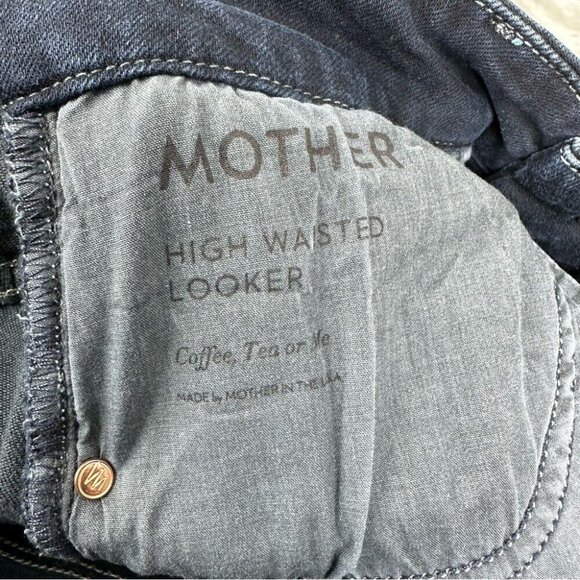 MOTHER
HIGH WAISTED
LOOKER
Coffee, Tea or Me
MADE by MOTHER IN THE L.A.